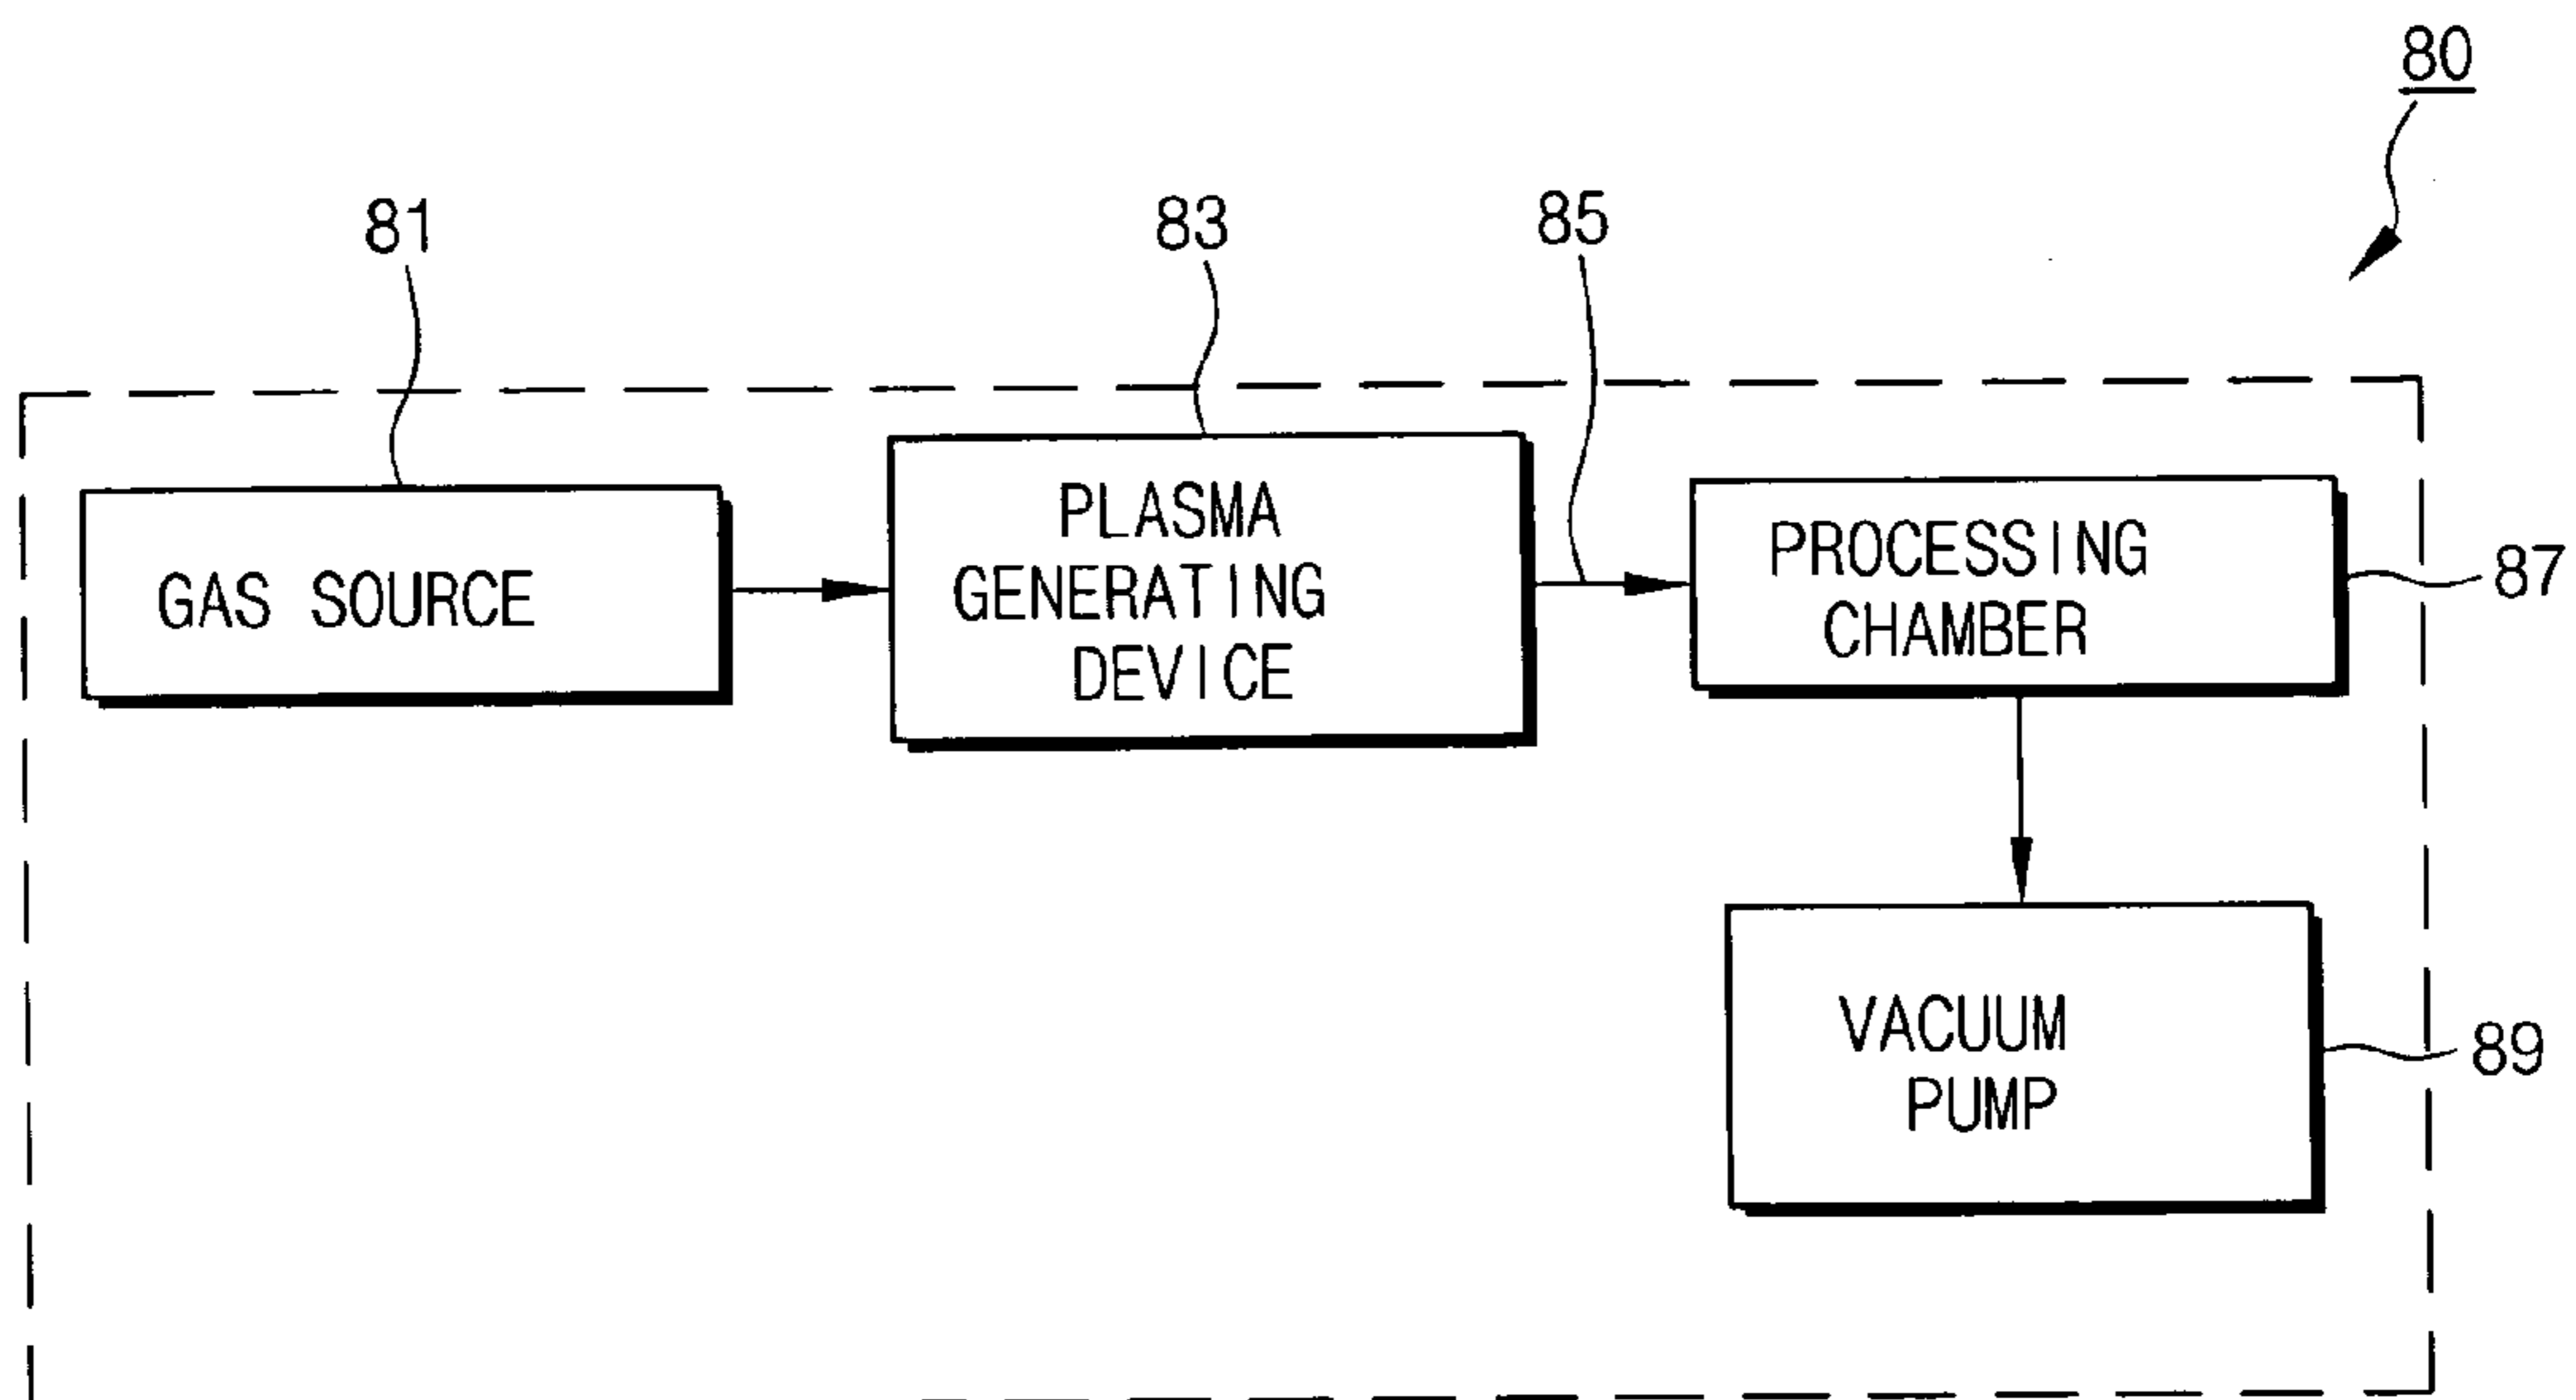 80
81
83
85
GAS SOURCE
PLASMA
GENERATING
DEVICE
PROCESSING
CHAMBER
87
VACUUM
PUMP
89